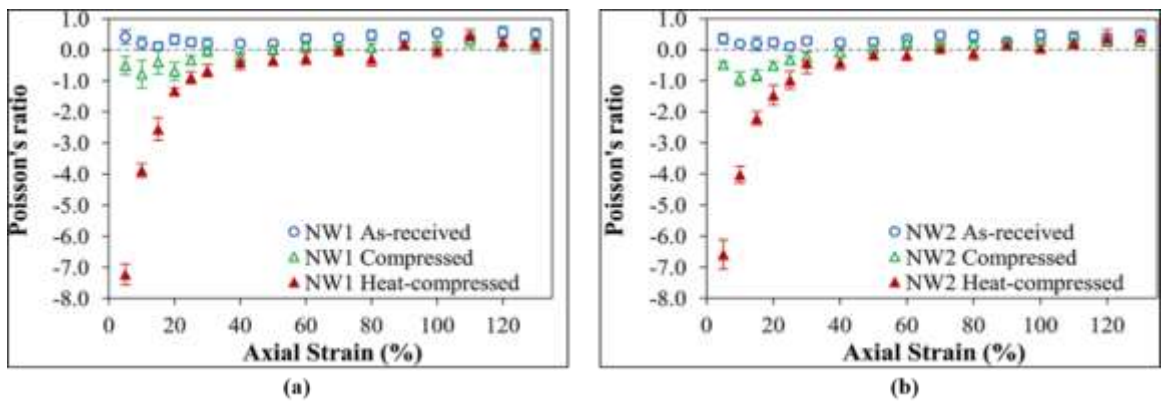 1.0
0.0
-1.0
-2.0
-3.0
-4.0
-5.0
-6.0
-7.0
-8.0
Poisson's ratio
NW1 As-received
NW1 Compressed
NW1 Heat-compressed
0 20 40 60 80 100 120
Axial Strain (%)
(a)
1.0
0.0
-1.0
-2.0
-3.0
-4.0
-5.0
-6.0
-7.0
-8.0
Poisson's ratio
NW2 As-received
NW2 Compressed
NW2 Heat-compressed
0 20 40 60 80 100 120
Axial Strain (%)
(b)